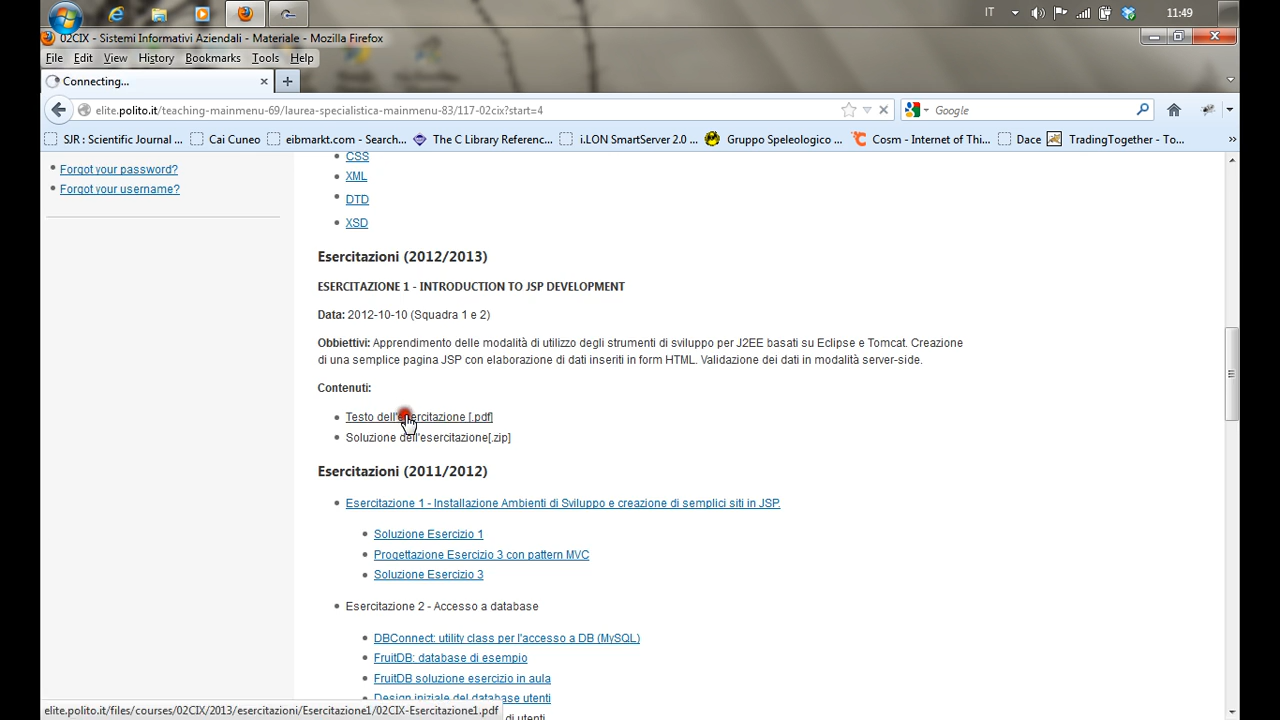 IT
11:49
02CIX - Sistemi Informativi Aziendali - Materiale - Mozilla Firefox
File Edit View History Bookmarks Tools Help
Connecting...
elite.polito.it/teaching-mainmenu-69/laurea-specialistica-mainmenu-83/117-02cix?start=4
Google
SJR : Scientific Journal ... Cai Cuneo eibmarkt.com - Search... The C Library Referenc... i.LON SmartServer 2.0 ... Gruppo Speleologico ... Cosm - Internet of Thi... Dace TradingTogether - To... »
Forgot your password?
Forgot your username?
CSS
XML
DTD
XSD
Esercitazioni (2012/2013)
ESERCITAZIONE 1 - INTRODUCTION TO JSP DEVELOPMENT
Data: 2012-10-10 (Squadra 1 e 2)
Obbiettivi: Apprendimento delle modalità di utilizzo degli strumenti di sviluppo per J2EE basati su Eclipse e Tomcat. Creazione
di una semplice pagina JSP con elaborazione di dati inseriti in form HTML. Validazione dei dati in modalità server-side.
Contenuti:
Testo dell'esercitazione [.pdf]
Soluzione dell'esercitazione[.zip]
Esercitazioni (2011/2012)
Esercitazione 1 - Installazione Ambienti di Sviluppo e creazione di semplici siti in JSP.
Soluzione Esercizio 1
Progettazione Esercizio 3 con pattern MVC
Soluzione Esercizio 3
Esercitazione 2 - Accesso a database
DBConnect: utility class per l'accesso a DB (MySQL)
FruitDB: database di esempio
FruitDB soluzione esercizio in aula
Design iniziale del database utenti
di utenti
elite.polito.it/files/courses/02CIX/2013/esercitazioni/Esercitazione1/02CIX-Esercitazione1.pdf